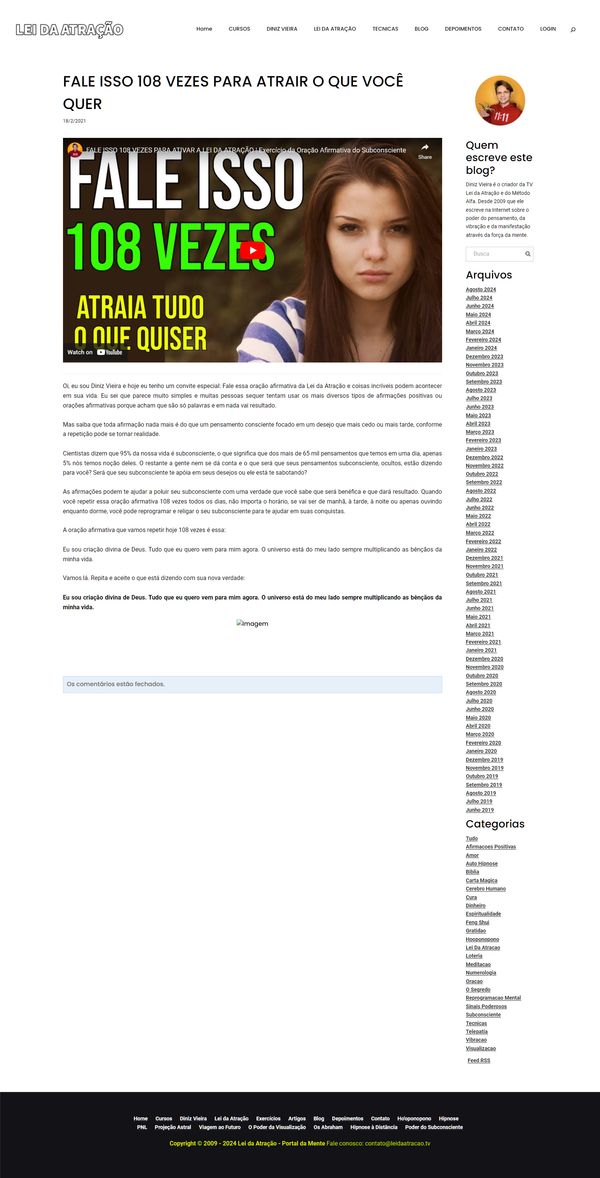 LEI DA ATRAÇÃO
Home CURSOS DINIZ VIEIRA LEI DA ATRAÇÃO TÉCNICAS BLOG DEPOIMENTOS CONTATO LOGIN
FALE ISSO 108 VEZES PARA ATRAIR O QUE VOCÊ
QUER
18/2/2021
FALE ISSO 108 VEZES PARA ATIVAR A LEI DA ATRAÇÃO | Exercício da Oração Afirmativa do Subconsciente
Share
FALE ISSO
108 VEZES
ATRAIA TUDO
O QUE QUISER
Watch on YouTube
Oi, eu sou Diniz Vieira e hoje eu tenho um convite especial: Fale essa oração afirmativa da Lei da Atração e coisas incríveis podem acontecer
em sua vida. Eu sei que parece muito simples e muitas pessoas sequer tentam usar os mais diversos tipos de afirmações positivas ou
orações afirmativas porque acham que são só palavras e em nada vai resultado.
Mas saiba que toda afirmação nada mais é do que um pensamento consciente focado em um desejo que mais cedo ou mais tarde, conforme
a repetição pode se tornar realidade.
Cientistas dizem que 95% da nossa vida é subconsciente, o que significa que dos mais de 65 mil pensamentos que temos em uma dia, apenas
5% nós temos noção deles. O restante a gente nem se dá conta e o que será que seus pensamentos subconsciente, ocultos, estão dizendo
para você? Será que seu subconsciente te apóia em seus desejos ou ele está te sabotando?
As afirmações podem te ajudar a poluir seu subconsciente com uma verdade que você sabe que será benéfica e que dará resultado. Quando
você repetir essa oração afirmativa 108 vezes todos os dias, não importa o horário, se vai ser de manhã, à tarde, à noite ou apenas ouvindo
enquanto dorme, você pode reprogramar e religar o seu subconsciente para te ajudar em suas conquistas.
A oração afirmativa que vamos repetir hoje 108 vezes é essa:
Eu sou criação divina de Deus. Tudo que eu quero vem para mim agora. O universo está do meu lado sempre multiplicando as bênçãos da
minha vida.
Vamos lá. Repita e aceite o que está dizendo com sua nova verdade:
Eu sou criação divina de Deus. Tudo que eu quero vem para mim agora. O universo está do meu lado sempre multiplicando as bênçãos da
minha vida.
Imagem
Os comentários estão fechados.
11:11
Quem
escreve este
blog?
Diniz Vieira é o criador da TV
Lei da Atração e do Método
Alfa. Desde 2009 que ele
escreve na Internet sobre o
poder do pensamento, da
vibração e da manifestação
através da força da mente.
Busca
Arquivos
Agosto 2024
Julho 2024
Junho 2024
Maio 2024
Abril 2024
Março 2024
Fevereiro 2024
Janeiro 2024
Dezembro 2023
Novembro 2023
Outubro 2023
Setembro 2023
Agosto 2023
Julho 2023
Junho 2023
Maio 2023
Abril 2023
Março 2023
Fevereiro 2023
Janeiro 2023
Dezembro 2022
Novembro 2022
Outubro 2022
Setembro 2022
Agosto 2022
Julho 2022
Junho 2022
Maio 2022
Abril 2022
Março 2022
Fevereiro 2022
Janeiro 2022
Dezembro 2021
Novembro 2021
Outubro 2021
Setembro 2021
Agosto 2021
Julho 2021
Junho 2021
Maio 2021
Abril 2021
Março 2021
Fevereiro 2021
Janeiro 2021
Dezembro 2020
Novembro 2020
Outubro 2020
Setembro 2020
Agosto 2020
Julho 2020
Junho 2020
Maio 2020
Abril 2020
Março 2020
Fevereiro 2020
Janeiro 2020
Dezembro 2019
Novembro 2019
Outubro 2019
Setembro 2019
Agosto 2019
Julho 2019
Junho 2019
Categorias
Tudo
Afirmacoes Positivas
Amor
Auto Hipnose
Biblia
Carta Magica
Cerebro Humano
Cura
Dinheiro
Espiritualidade
Feng Shui
Gratidao
Hooponopono
Lei Da Atracao
Loteria
Meditacao
Numerologia
Oracao
O Segredo
Reprogramacao Mental
Sinais Poderosos
Subconsciente
Tecnicas
Telepatia
Vibracao
Visualizacao
Feed RSS
Home Cursos Diniz Vieira Lei da Atração Exercícios Artigos Blog Depoimentos Contato Ho'oponopono Hipnose
PNL Projeção Astral Viagem ao Futuro O Poder da Visualização Os Abraham Hipnose à Distância Poder do Subconsciente
Copyright © 2009 - 2024 Lei da Atração - Portal da Mente Fale conosco: contato@leidaatracao.tv